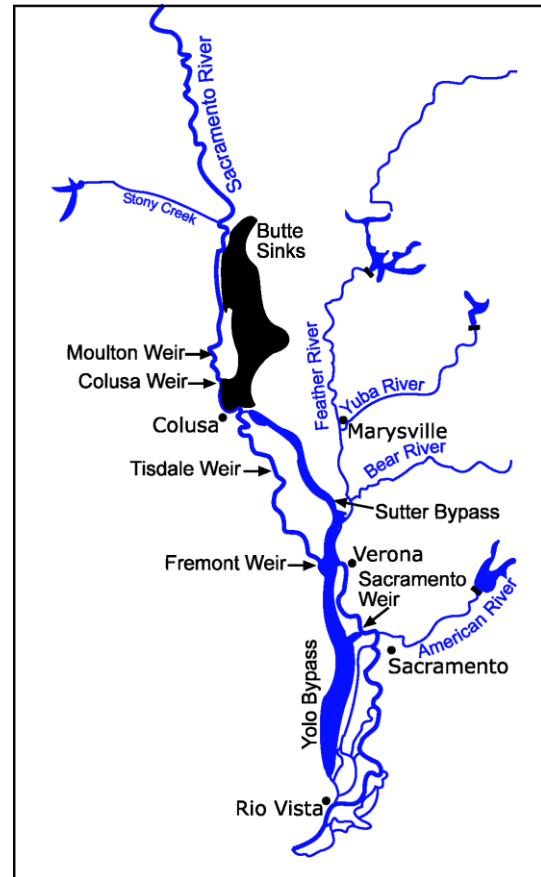 Sacramento River
Stony Creek
Butte
Sinks
Feather River
Moulton Weir
Yuba River
Colusa Weir
Colusa
Marysville
Bear River
Tisdale Weir
Sutter Bypass
Verona
Fremont Weir
Sacramento
Weir
American River
Sacramento
Yolo Bypass
Rio Vista